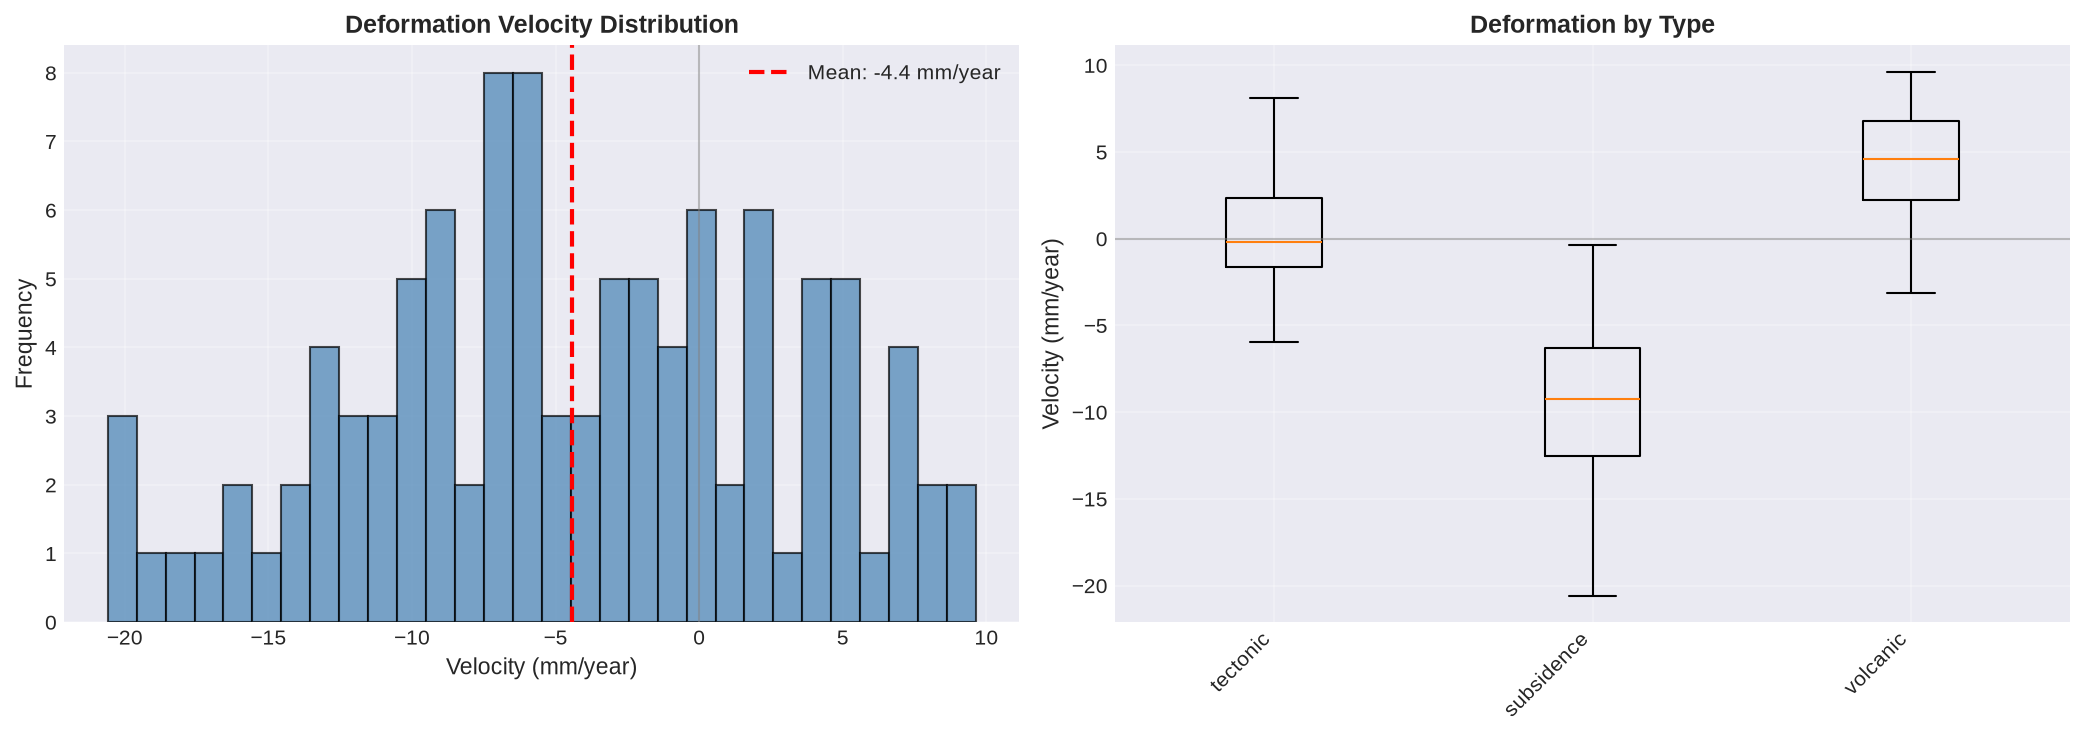 Deformation Velocity Distribution
Mean: -4.4 mm/year
Frequency
8
7
6
5
4
3
2
1
0
−20
−15
−10
−5
0
5
10
Velocity (mm/year)
Deformation by Type
Velocity (mm/year)
10
5
0
−5
−10
−15
−20
tectonic
subsidence
volcanic